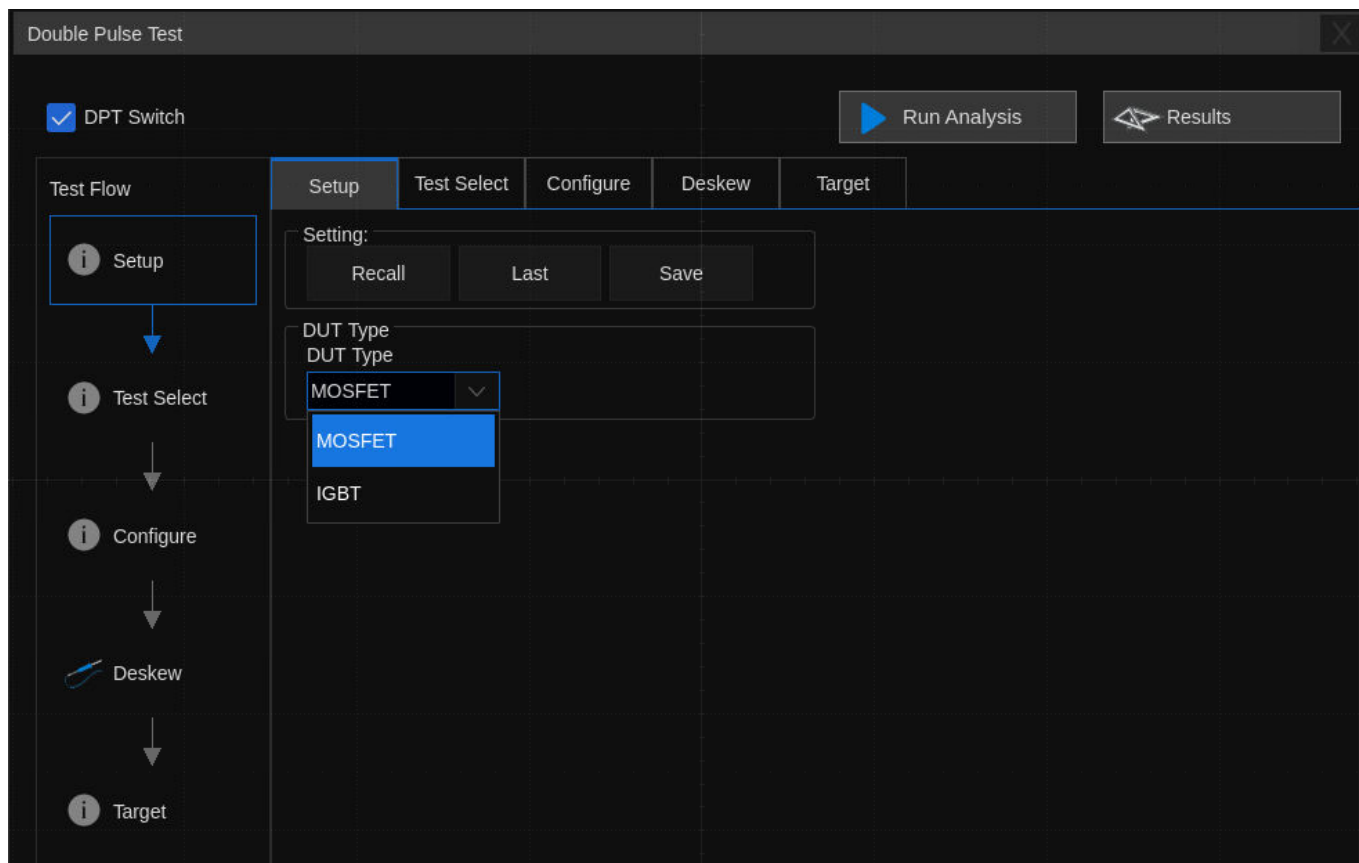 Double Pulse Test
X
DPT Switch
Run Analysis
Results
Test Flow
Setup
Test Select
Configure
Deskew
Target
Setup
Test Select
Configure
Deskew
Target
Setting:
Recall
Last
Save
DUT Type
DUT Type
MOSFET
MOSFET
IGBT